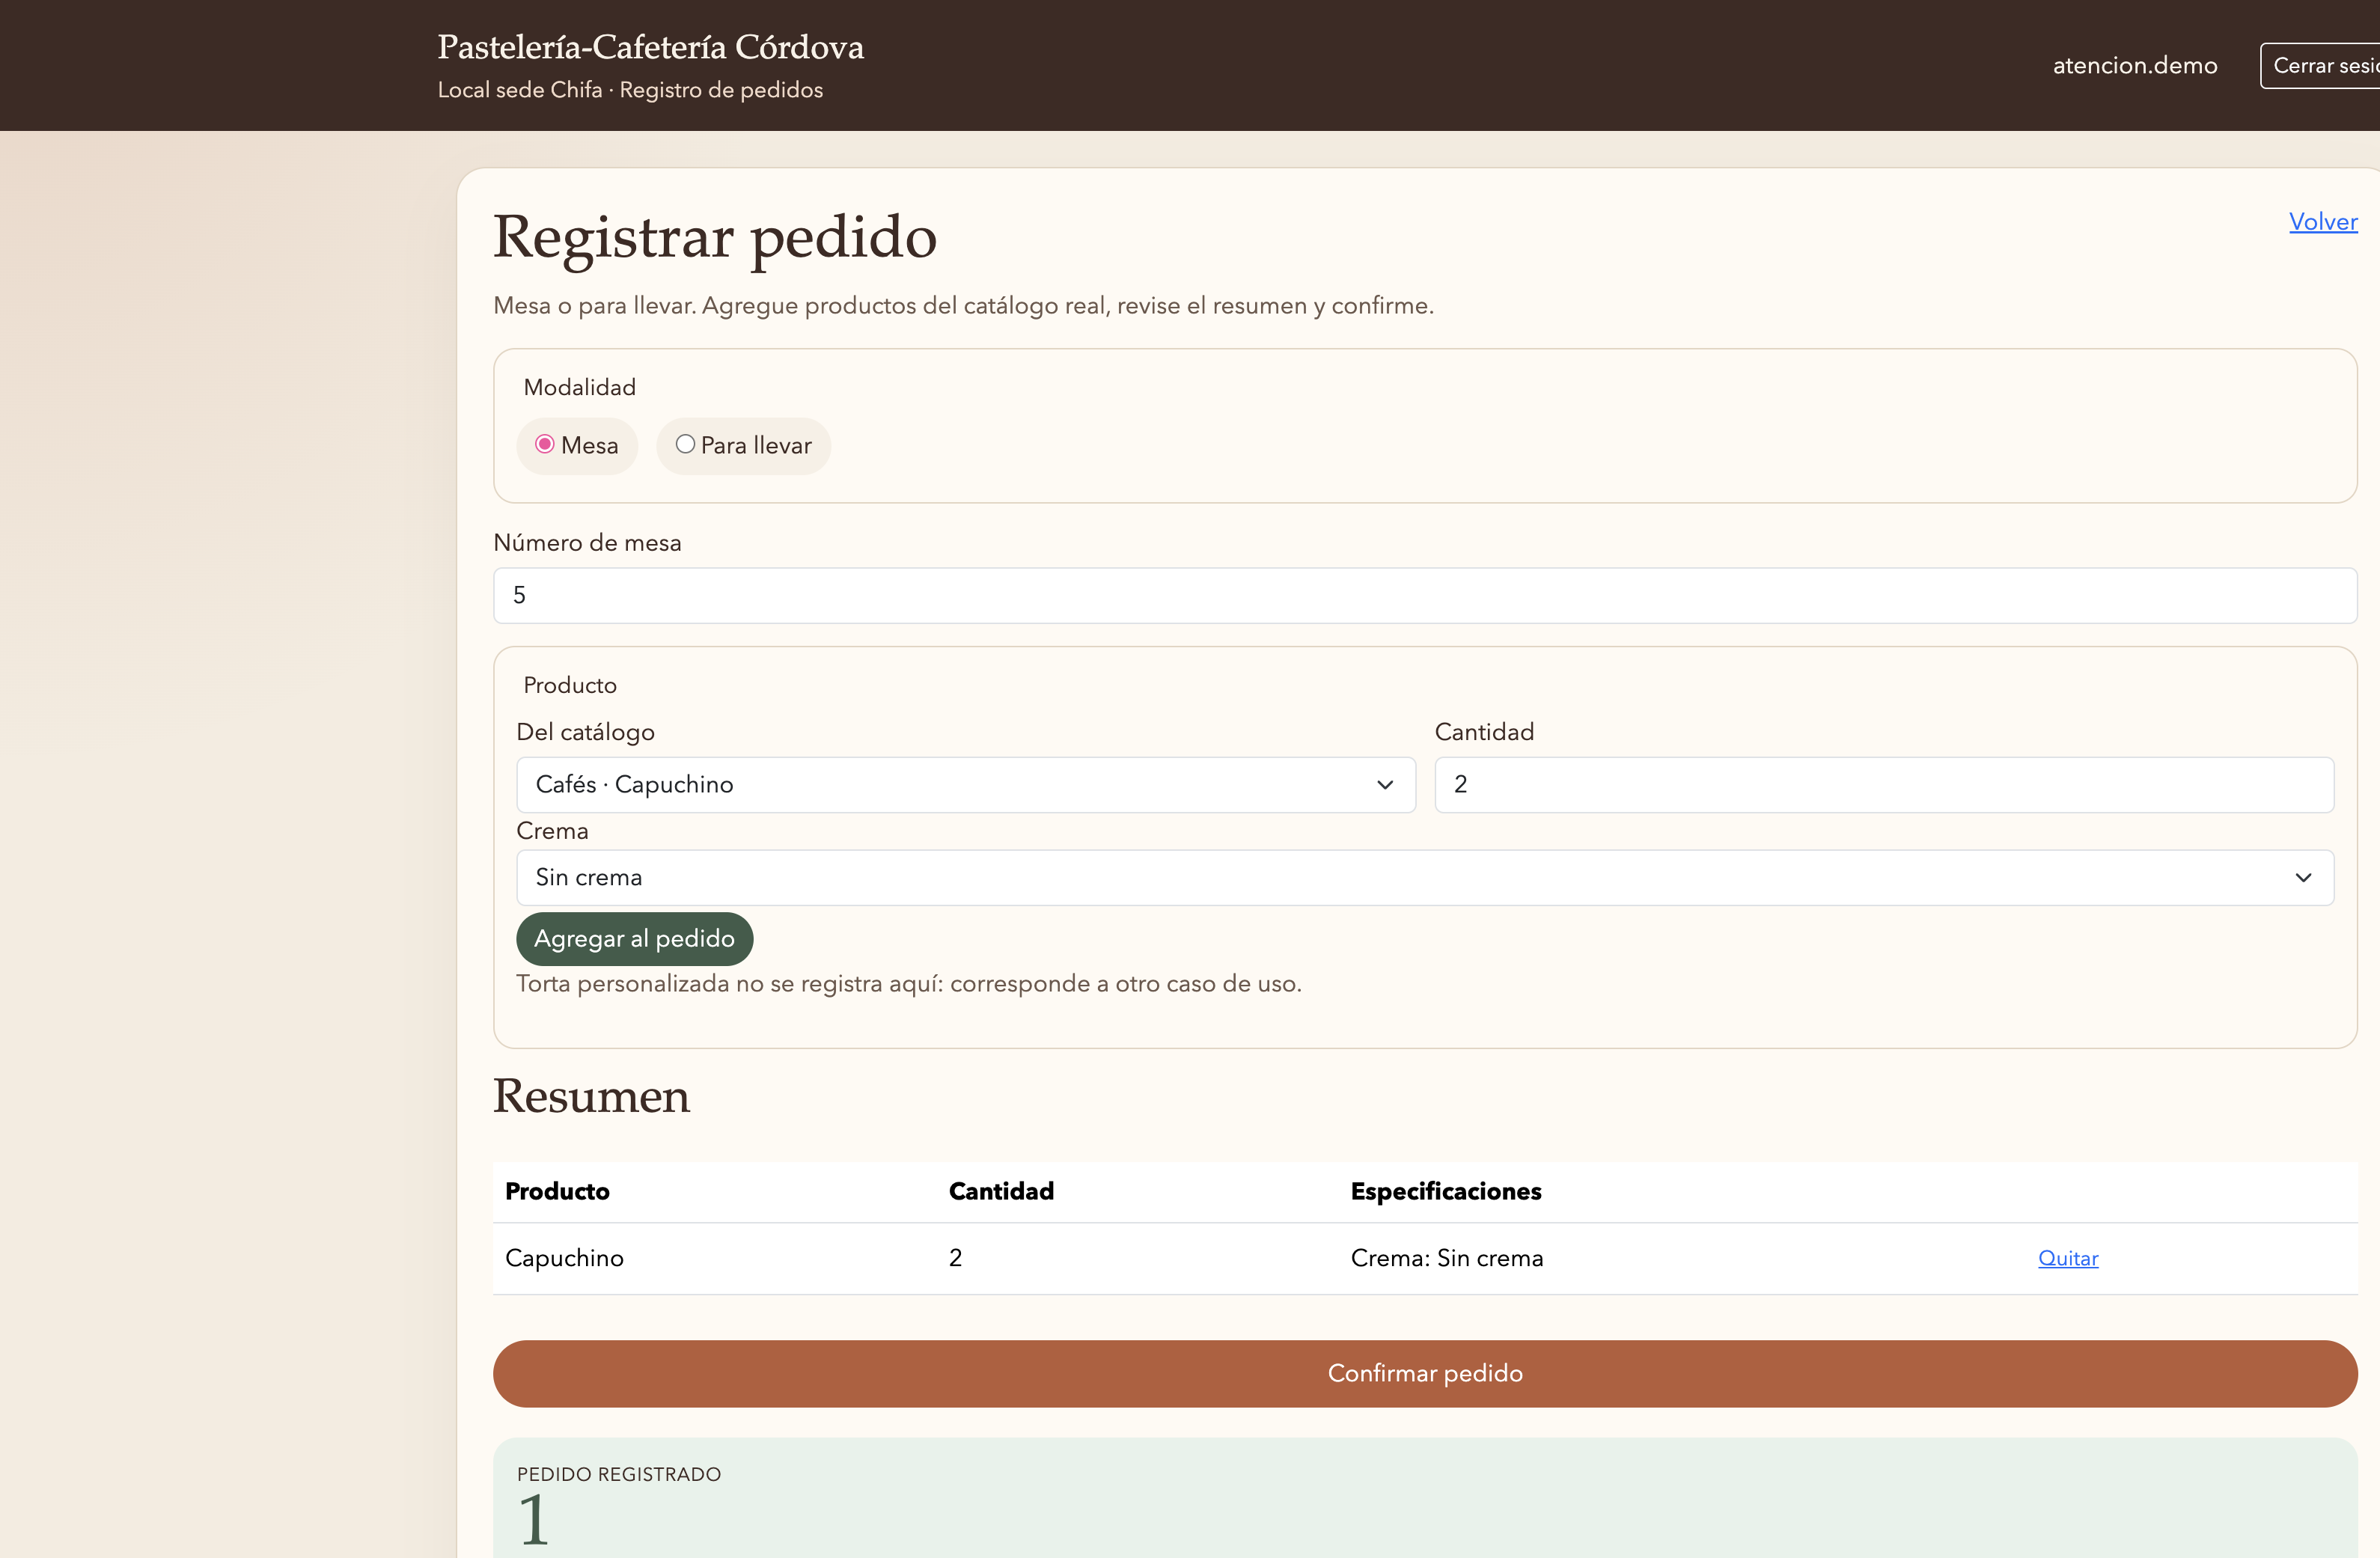 Pastelería-Cafetería Córdova
Local sede Chifa · Registro de pedidos
atencion.demo
Cerrar sesió
Registrar pedido
Volver
Mesa o para llevar. Agregue productos del catálogo real, revise el resumen y confirme.
Modalidad
Mesa
Para llevar
Número de mesa
5
Producto
Del catálogo
Cantidad
Cafés · Capuchino
2
Crema
Sin crema
Agregar al pedido
Torta personalizada no se registra aquí: corresponde a otro caso de uso.
Resumen
Producto Cantidad Especificaciones
Capuchino 2 Crema: Sin crema Quitar
Confirmar pedido
PEDIDO REGISTRADO
1